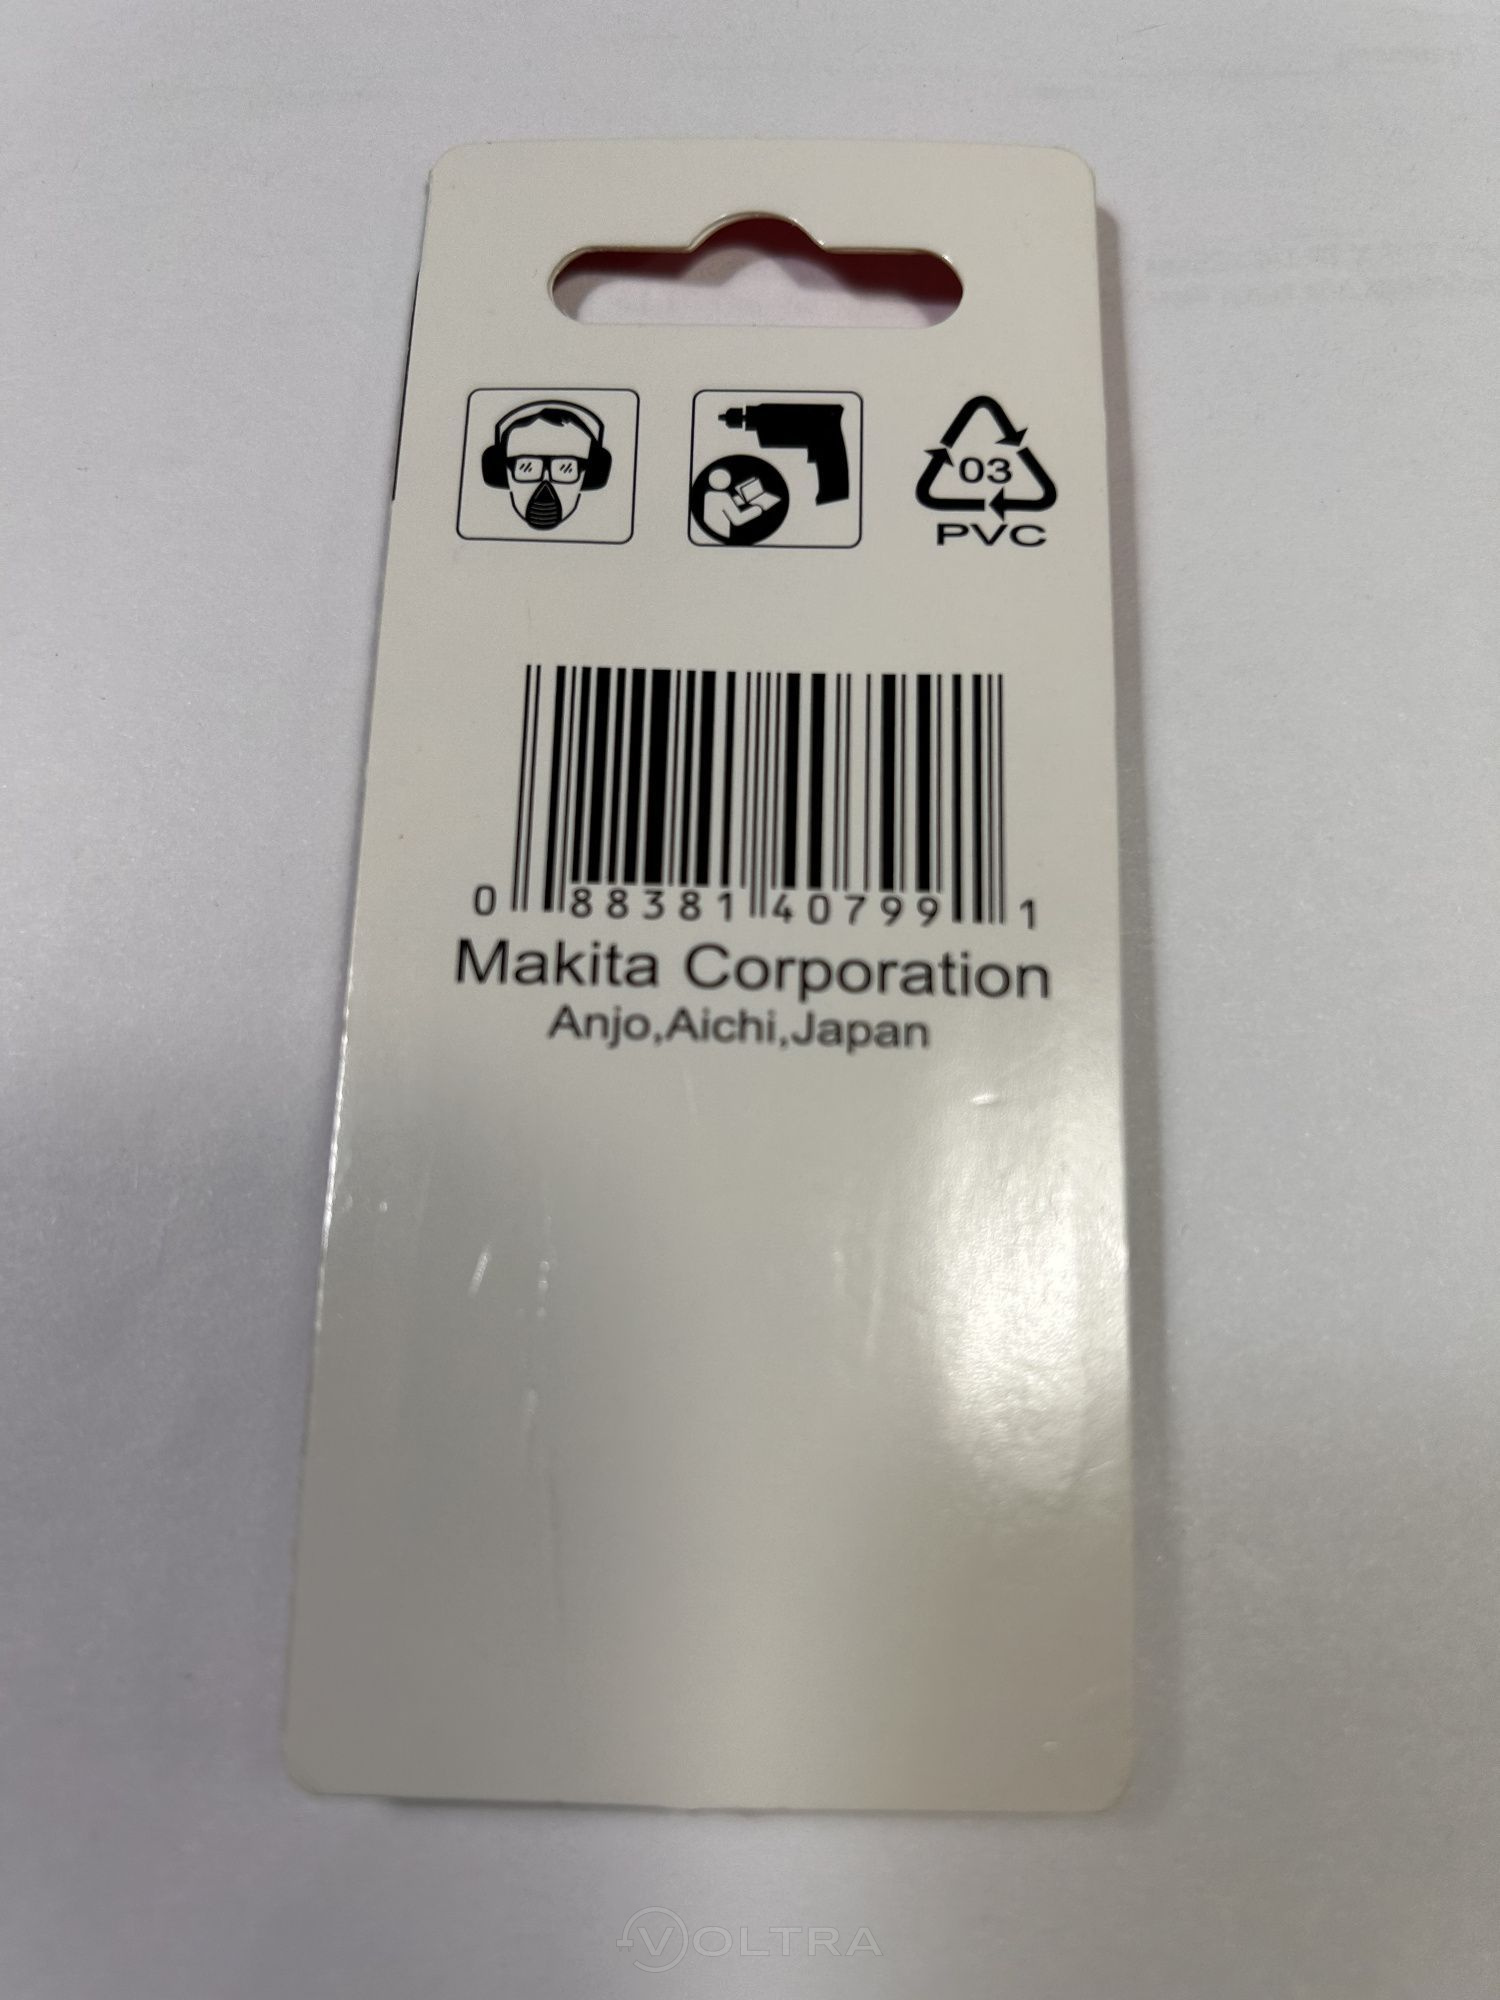 03
PVC
0 88381 40799 1
Makita Corporation
Anjo,Aichi,Japan
VOLTRA